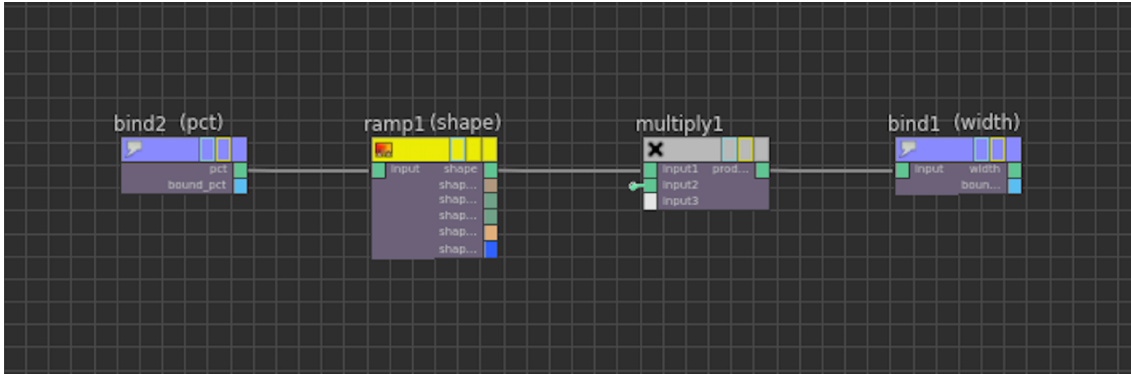 bind2 (pct)
pct
bound_pct
ramp1 (shape)
input shape
shap...
shap...
shap...
shap...
shap...
multiply1
input1 prod...
input2
input3
bind1 (width)
input width
boun...